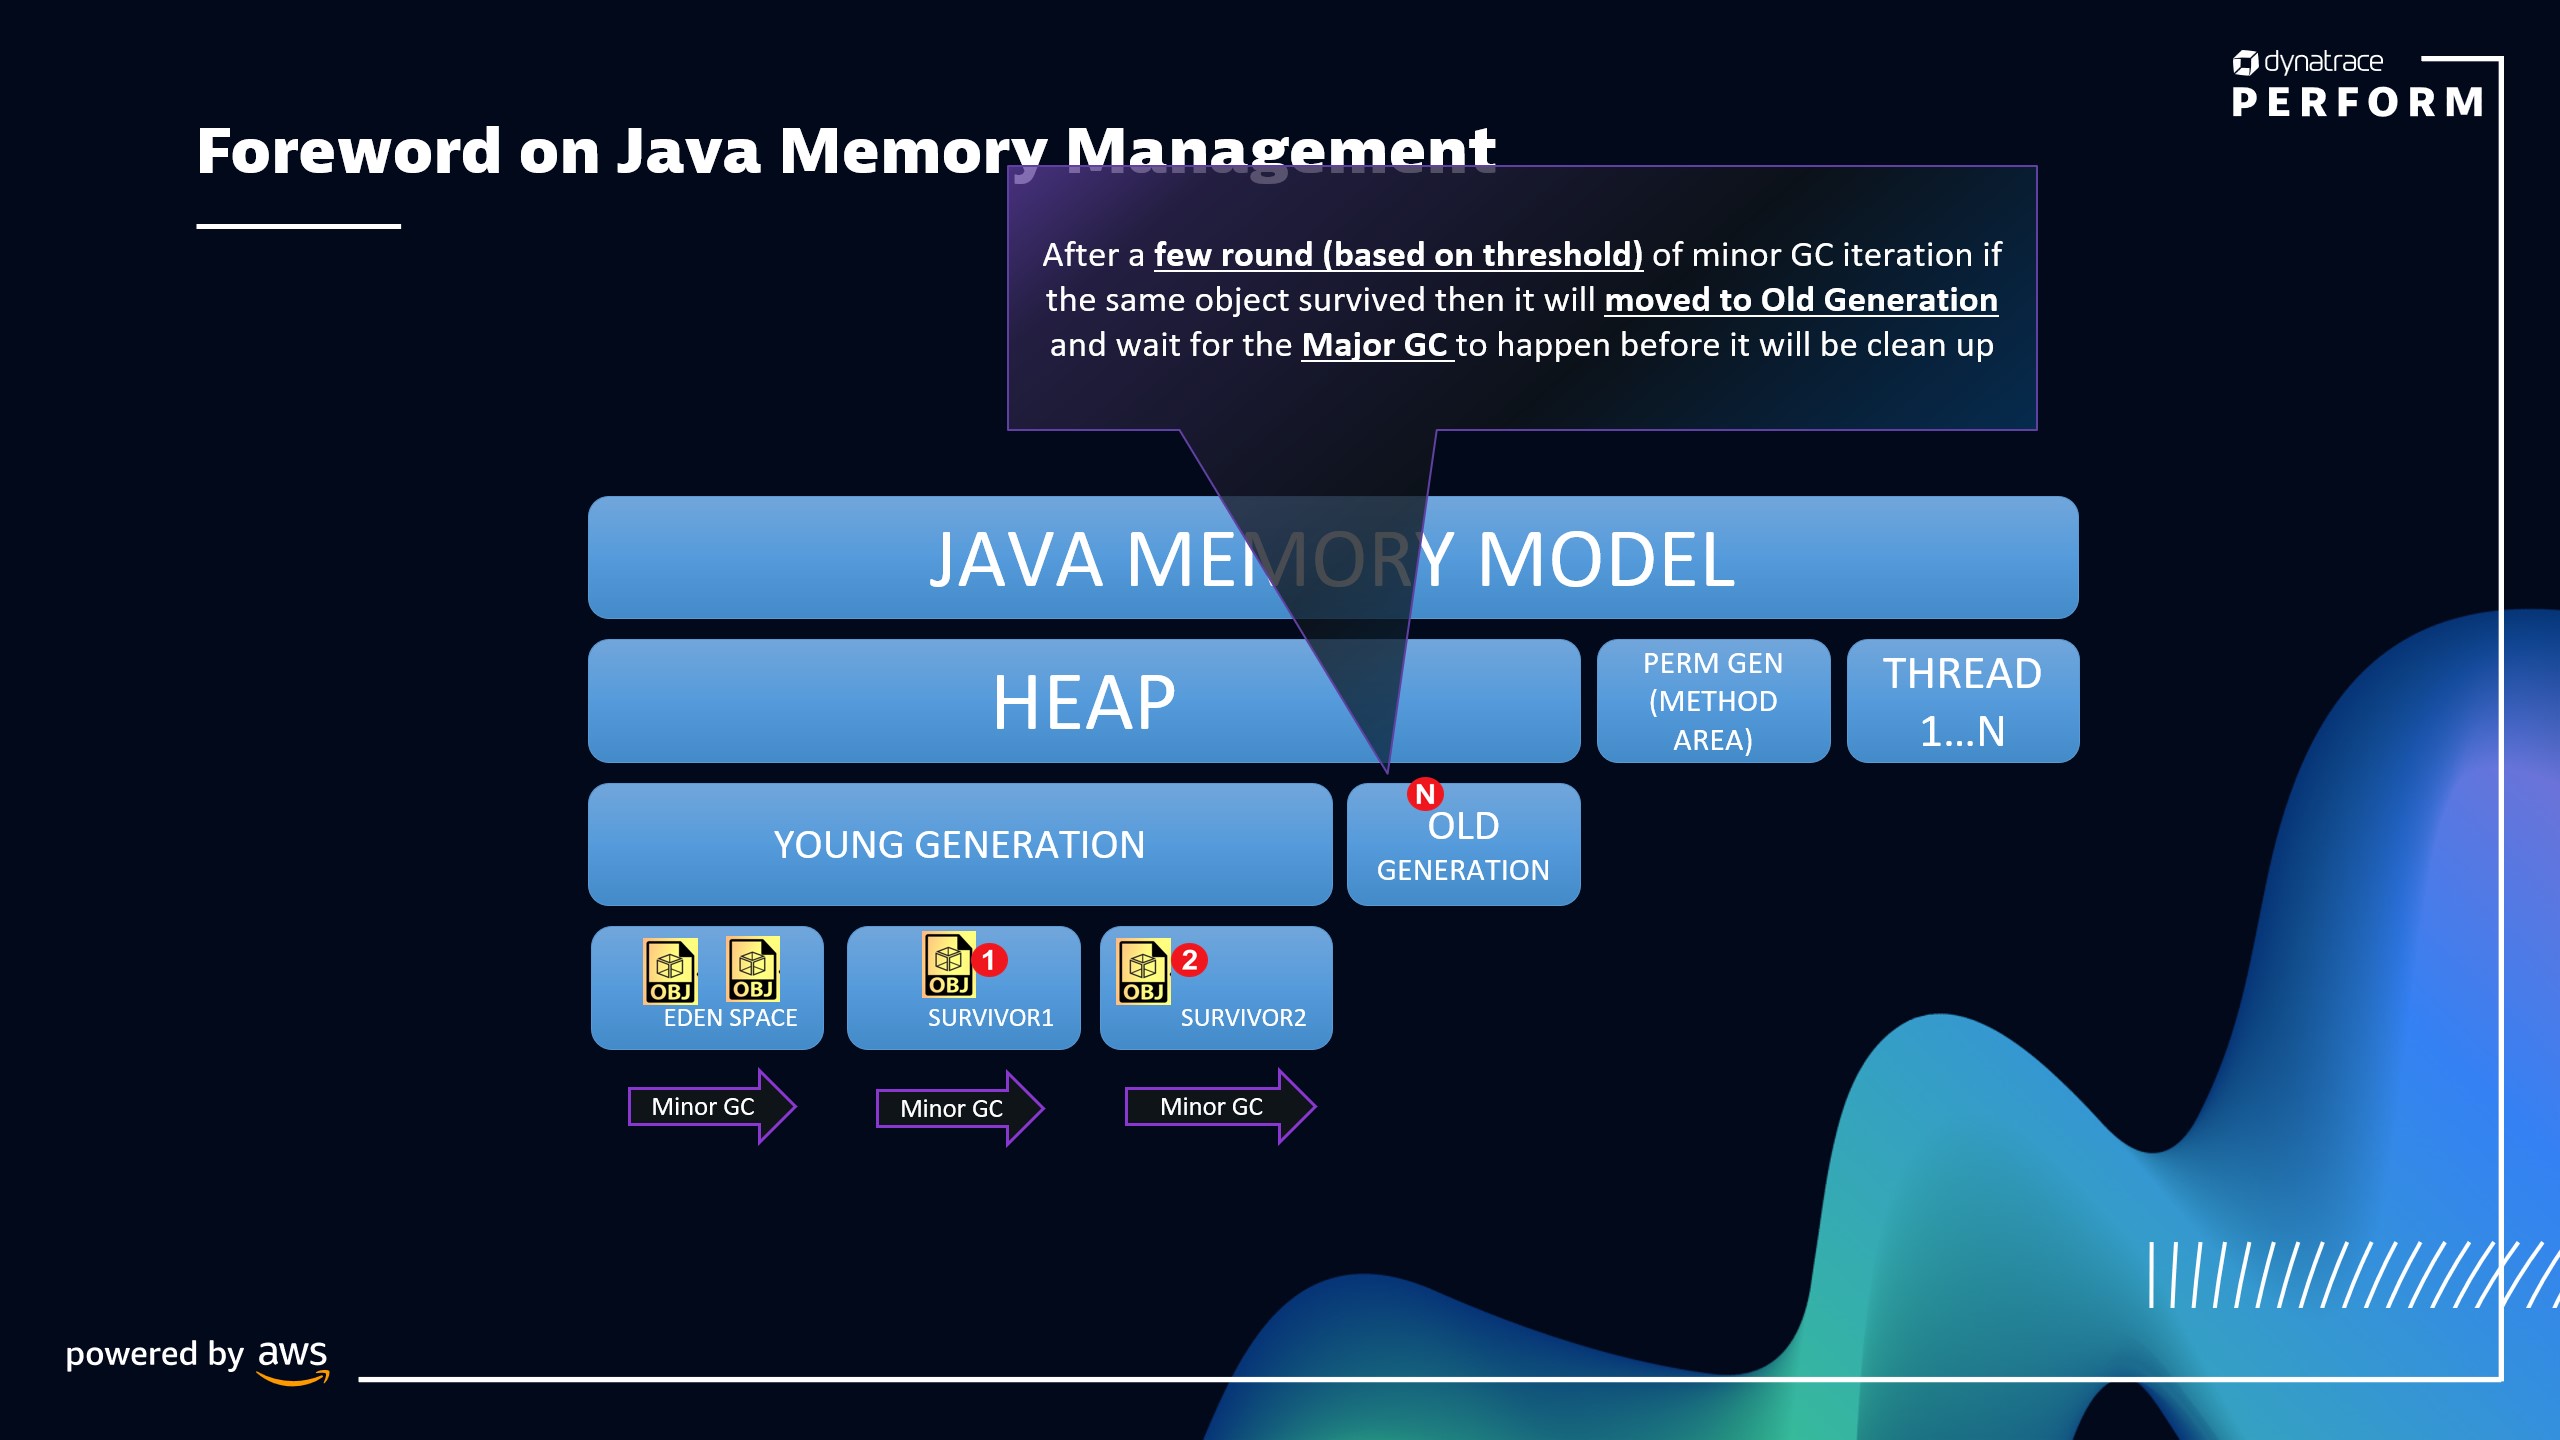 dynatrace
PERFORM
Foreword on Java Memory Management
After a few round (based on threshold) of minor GC iteration if
the same object survived then it will moved to Old Generation
and wait for the Major GC to happen before it will be clean up
JAVA MEMORY MODEL
HEAP
PERM GEN
(METHOD
AREA)
THREAD
1...N
YOUNG GENERATION
N
OLD
GENERATION
OBJ
OBJ
EDEN SPACE
OBJ
1
SURVIVOR1
OBJ
2
SURVIVOR2
Minor GC
Minor GC
Minor GC
powered by aws